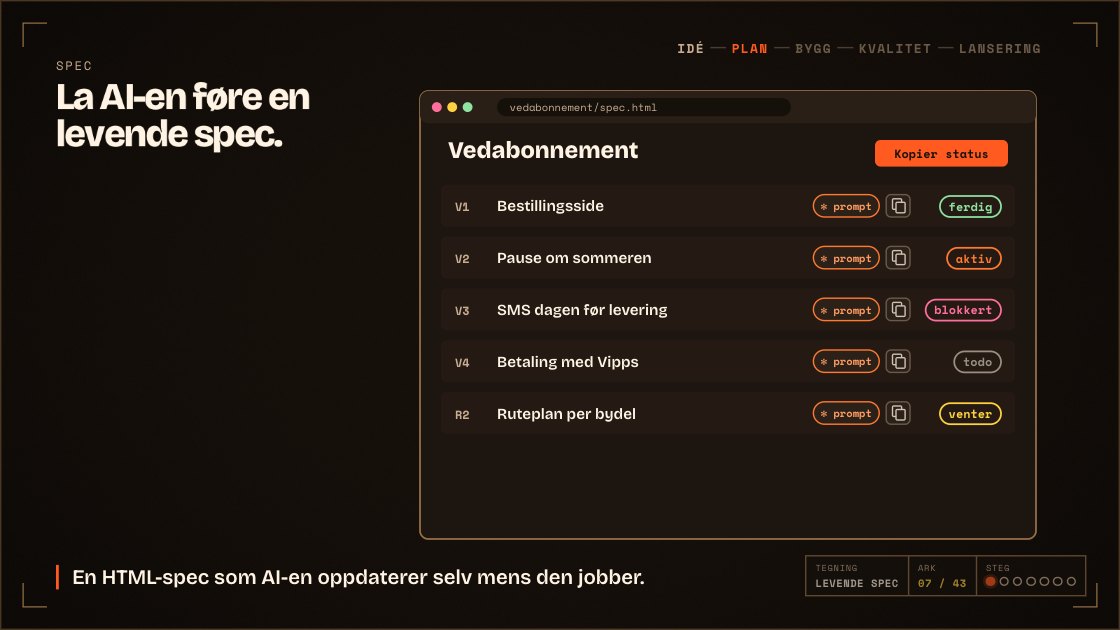 IDÉ — PLAN — BYGG — KVALITET — LANSERING
SPEC
La AI-en føre en
levende spec.
vedabonnement/spec.html
Vedabonnement
Kopier status
V1 Bestillingsside * prompt ferdig
V2 Pause om sommeren * prompt aktiv
V3 SMS dagen før levering * prompt blokkert
V4 Betaling med Vipps * prompt todo
R2 Ruteplan per bydel * prompt venter
En HTML-spec som AI-en oppdaterer selv mens den jobber.
TEGNING ARK STEG
LEVENDE SPEC 07 / 43